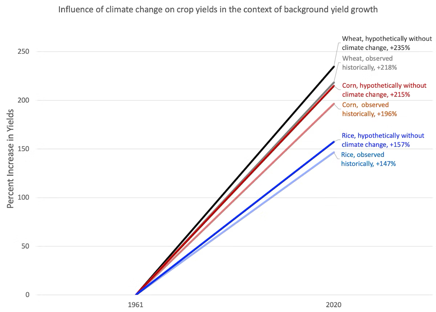 Influence of climate change on crop yields in the context of background yield growth
Percent Increase in Yields
250
200
150
100
50
0
1961
2020
Wheat, hypothetically without
climate change, +235%
Wheat, observed
historically, +218%
Corn, hypothetically without
climate change, +215%
Corn, observed
historically, +196%
Rice, hypothetically without
climate change, +157%
Rice, observed
historically, +147%